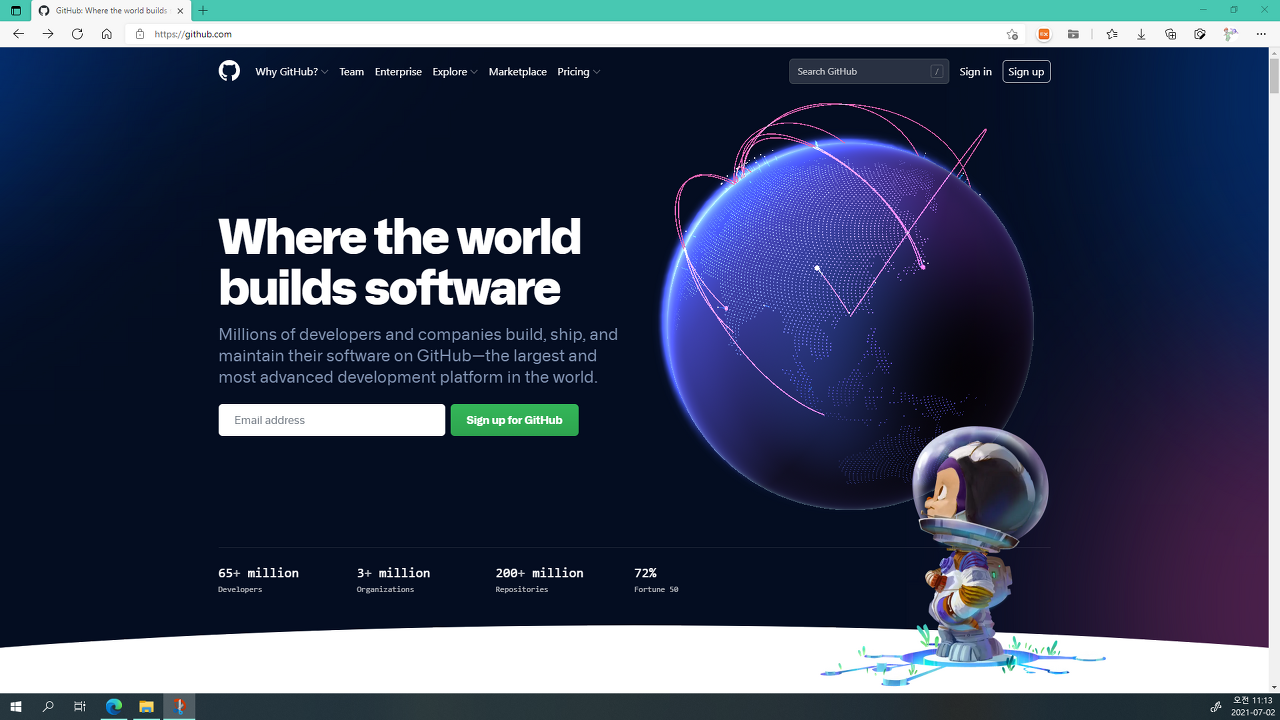 GitHub: Where the world builds
https://github.com
Why GitHub? Team Enterprise Explore Marketplace Pricing Search GitHub / Sign in Sign up
Where the world
builds software
Millions of developers and companies build, ship, and
maintain their software on GitHub—the largest and
most advanced development platform in the world.
Email address Sign up for GitHub
65+ million 3+ million 200+ million 72%
Developers Organizations Repositories Fortune 50
오전 11:13
2021-07-02